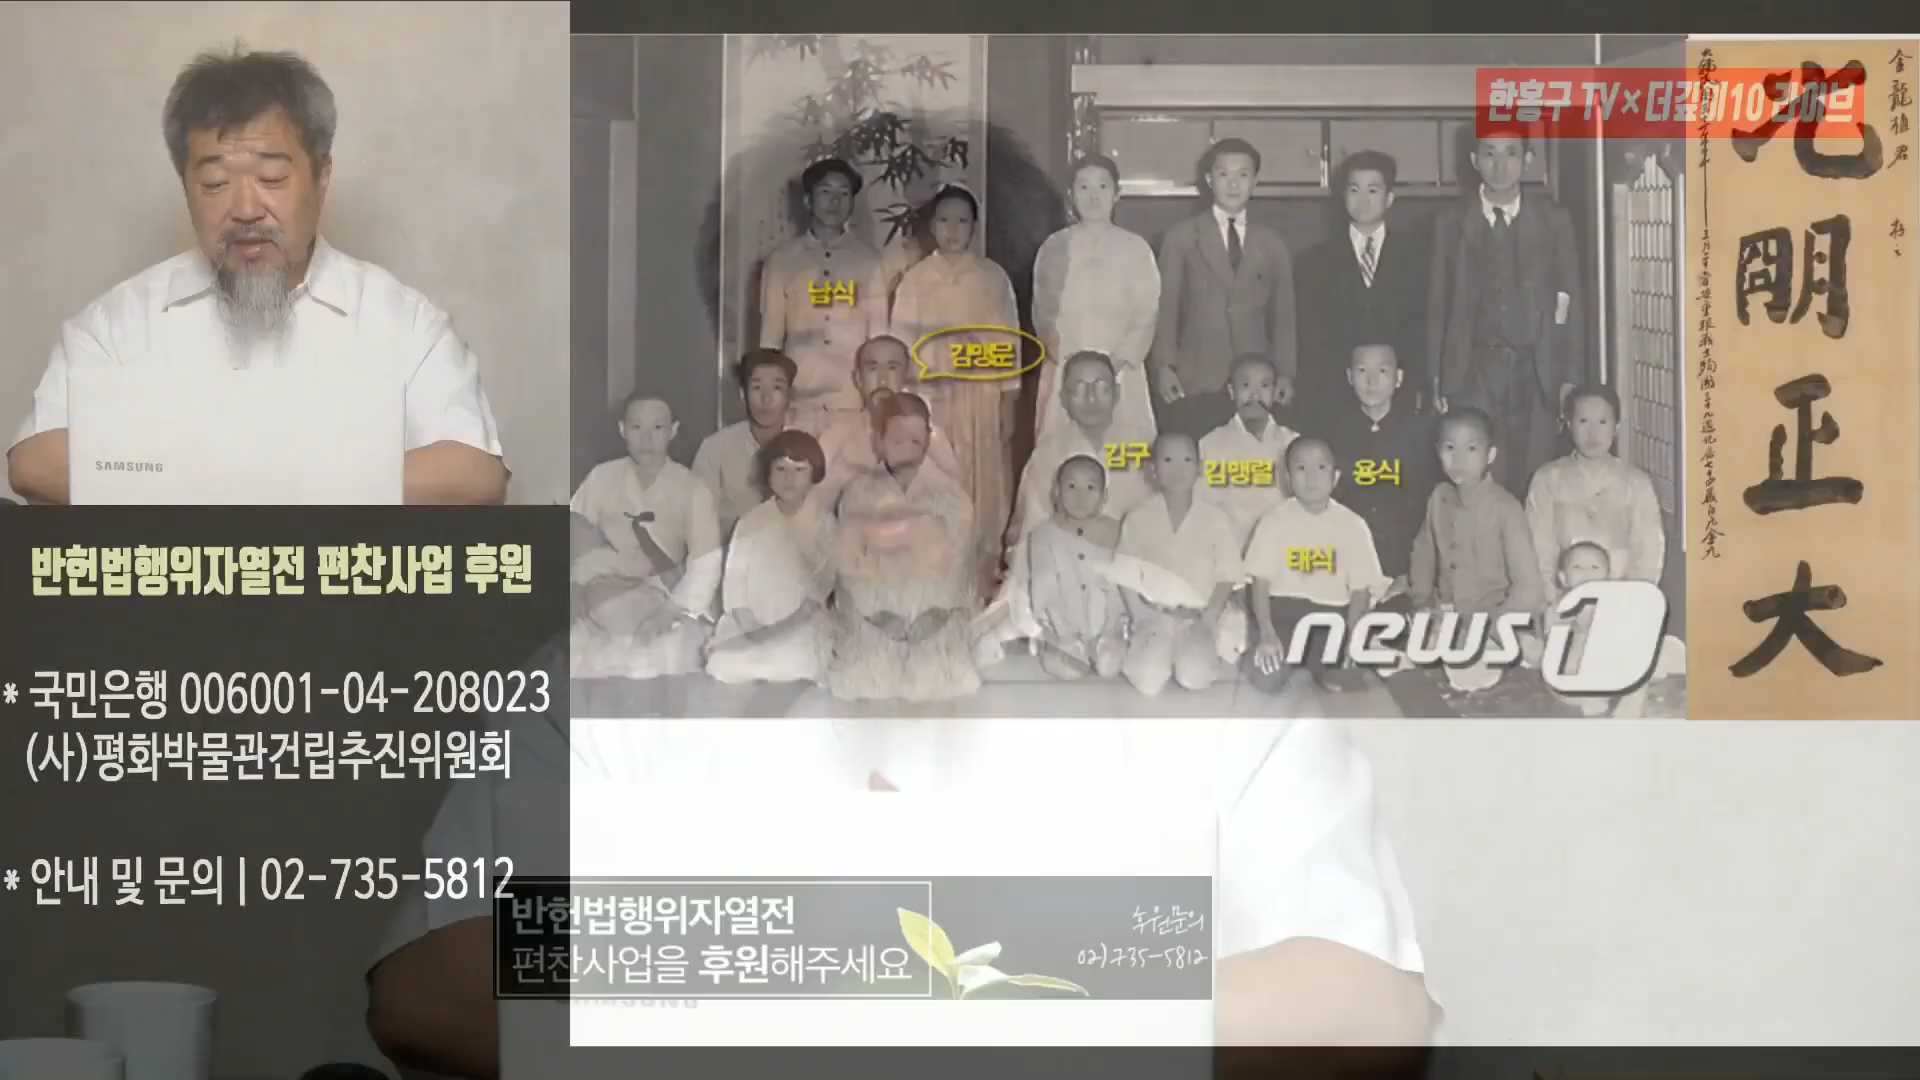 한홍구 TV×더깊이10 라이브
남식
김맹문
김구
김맹렬
용식
태식
news1
金龍植君
存之
光明正大
SAMSUNG
반헌법행위자열전 편찬사업 후원
* 국민은행 006001-04-208023
(사)평화박물관건립추진위원회
* 안내 및 문의 | 02-735-5812
반헌법행위자열전
편찬사업을 후원해주세요
후원문의
02)735-5812
SAMSUNG